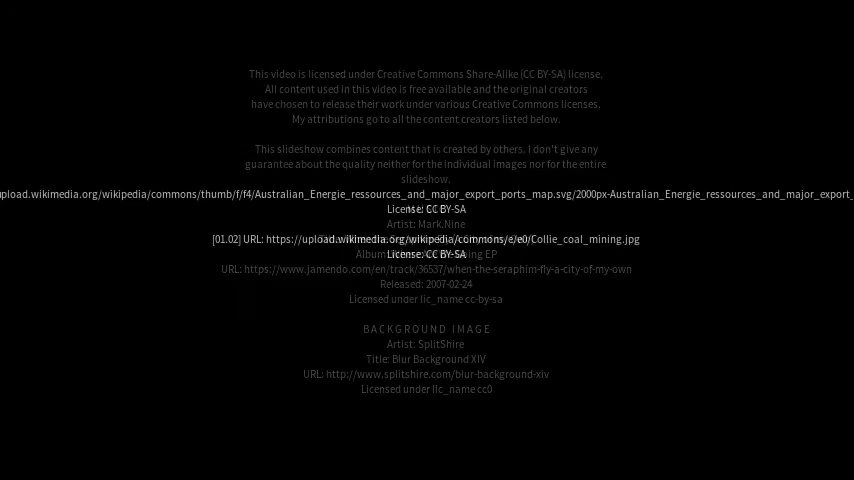 This video is licensed under Creative Commons Share-Alike (CC BY-SA) license.
All content used in this video is free available and the original creators
have chosen to release their work under various Creative Commons licenses.
My attributions go to all the content creators listed below.
This slideshow combines content that is created by others. I don't give any
guarantee about the quality neither for the individual images nor for the entire
slideshow.
upload.wikimedia.org/wikipedia/commons/thumb/f/f4/Australian_Energie_ressources_and_major_export_ports_map.svg/2000px-Australian_Energie_ressources_and_major_export_
License: CC BY-SA
Artist: Mark.Nine
[01.02] URL: https://upload.wikimedia.org/wikipedia/commons/e/e0/Collie_coal_mining.jpg
Album: EP
License: CC BY-SA
URL: https://www.jamendo.com/en/track/36537/when-the-seraphim-fly-a-city-of-my-own
Released: 2007-02-24
Licensed under lic_name cc-by-sa
BACKGROUND IMAGE
Artist: SplitShire
Title: Blur Background XIV
URL: http://www.splitshire.com/blur-background-xiv
Licensed under lic_name cc0